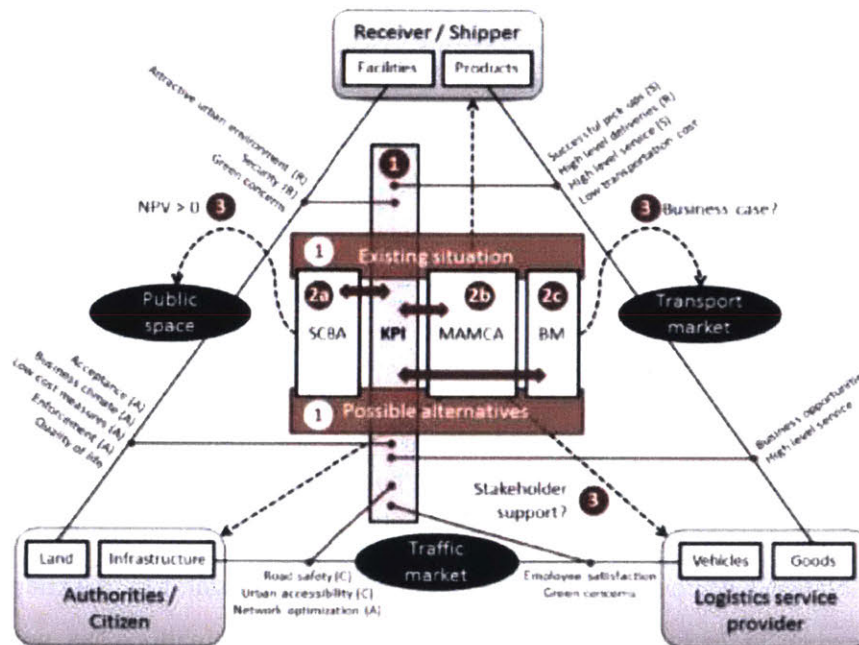 Receiver / Shipper
Facilities
Products
Attractive urban environment (R)
Security (R)
Green concerns
Successful pick ups (S)
High level deliveries (R)
High level service (S)
Low transportation cost
1
NPV > 0 3
3 Business case?
1 Existing situation
Public space
2a
2b
2c
SCBA
KPI
MAMCA
BM
Transport market
1 Possible alternatives
Acceptance (A)
Business climate (A)
Low cost measures (A)
Enforcement (A)
Quality of life
Business opportunities
High level service
Stakeholder support? 3
Land
Infrastructure
Authorities / Citizen
Traffic market
Road safety (C)
Urban accessibility (C)
Network optimization (A)
Employee satisfaction
Green concerns
Vehicles
Goods
Logistics service provider